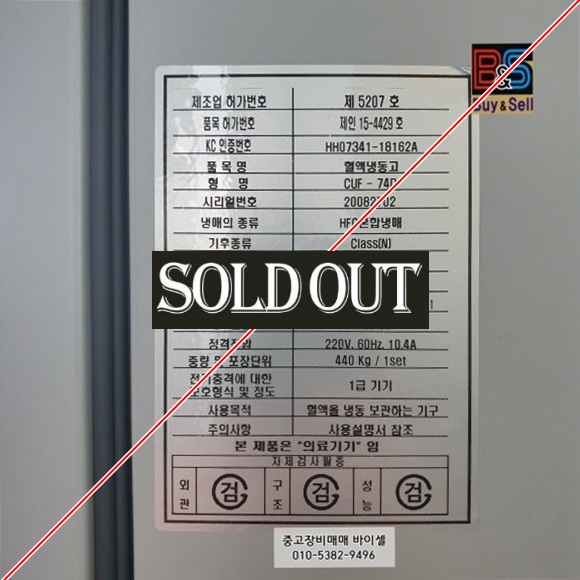 B&S
Buy & Sell
제조업 허가번호 제 5207 호
품목 허가번호 제인 15-4429 호
KC 인증번호 HH07341-18162A
품 목 명 혈액냉동고
형 명 CUF - 74
시리얼번호
냉매의 종류 HFC혼합냉매
기후종류 Class(N)
SOLD OUT
정격전압 220V, 60Hz, 10.4A
중량 및 포장단위 440 Kg / 1set
전기충격에 대한
보호형식 및 정도 1급 기기
사용목적 혈액을 냉동 보관하는 기구
주의사항 사용설명서 참조
본 제품은 "의료기기" 임
자체검사필증
외관 검 구조 검 성능 검
중고장비매매 바이셀
010-5382-9496